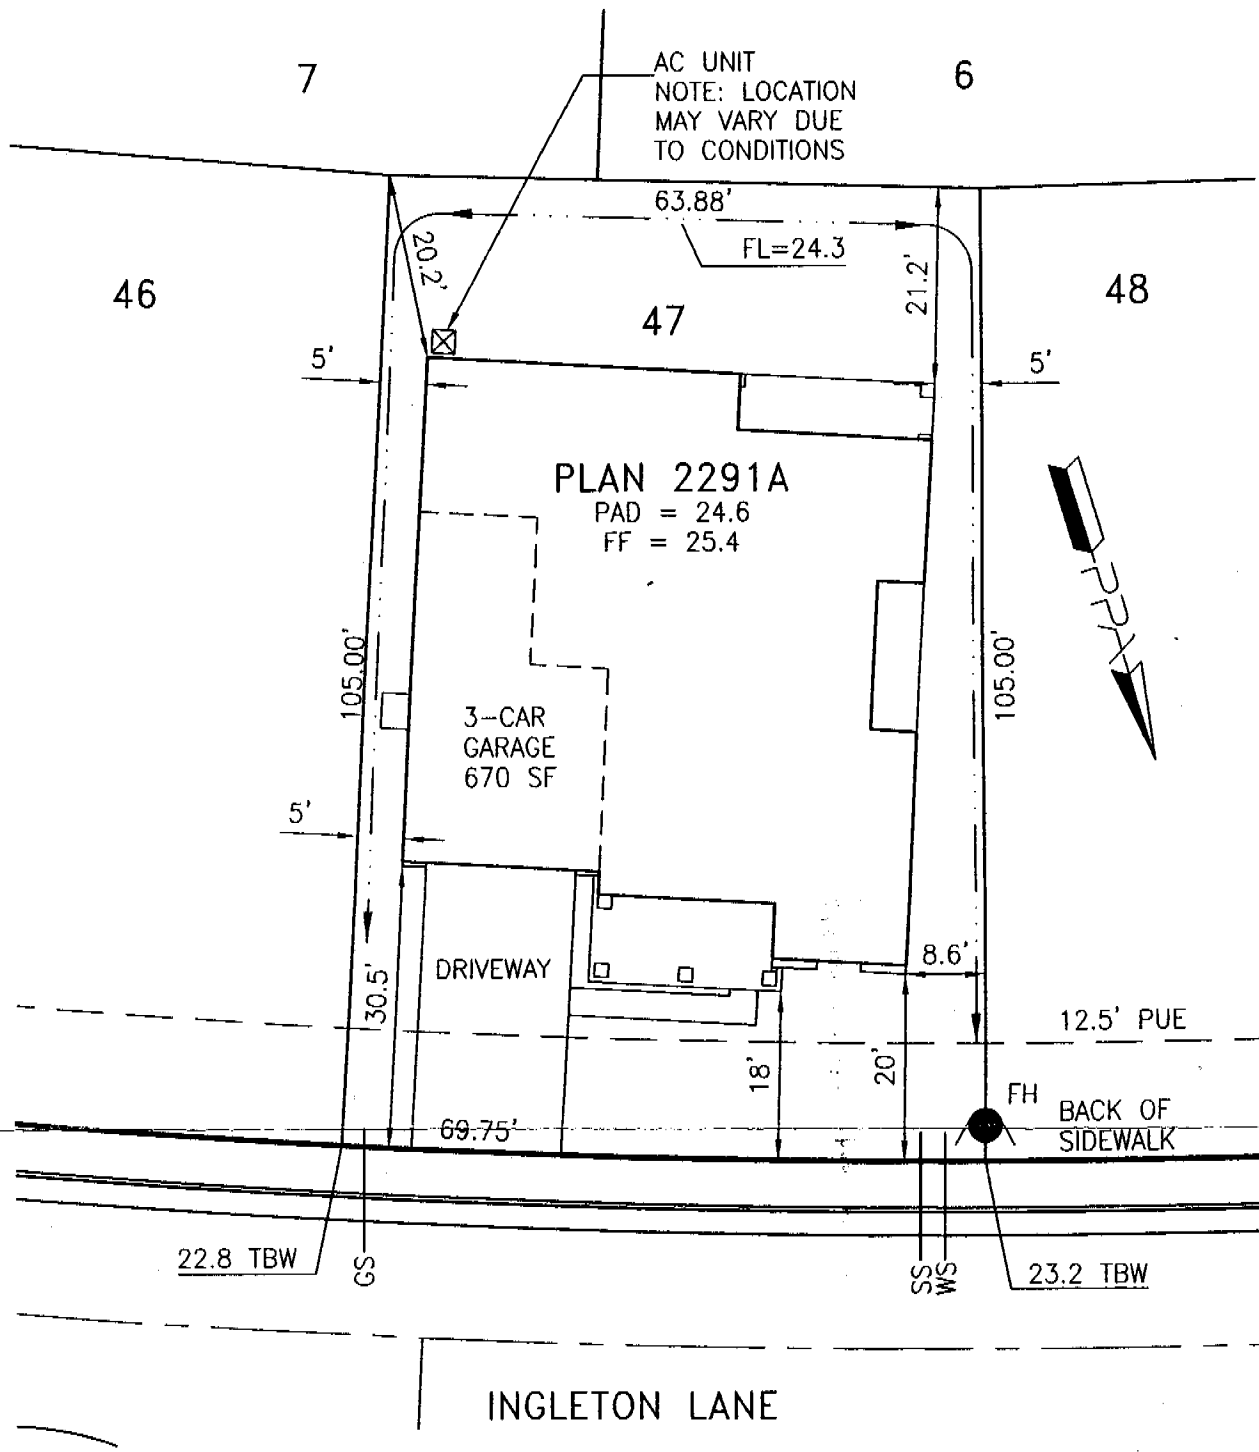 7
AC UNIT
NOTE: LOCATION
MAY VARY DUE
TO CONDITIONS
6
63.88'
FL=24.3
20.2'
21.2'
46
47
48
5'
5'
PLAN 2291A
PAD = 24.6
FF = 25.4
105.00'
105.00'
3-CAR
GARAGE
670 SF
5'
30.5'
DRIVEWAY
8.6'
18'
20'
12.5' PUE
FH
BACK OF
SIDEWALK
69.75'
22.8 TBW
GS
SS
WS
23.2 TBW
INGLETON LANE